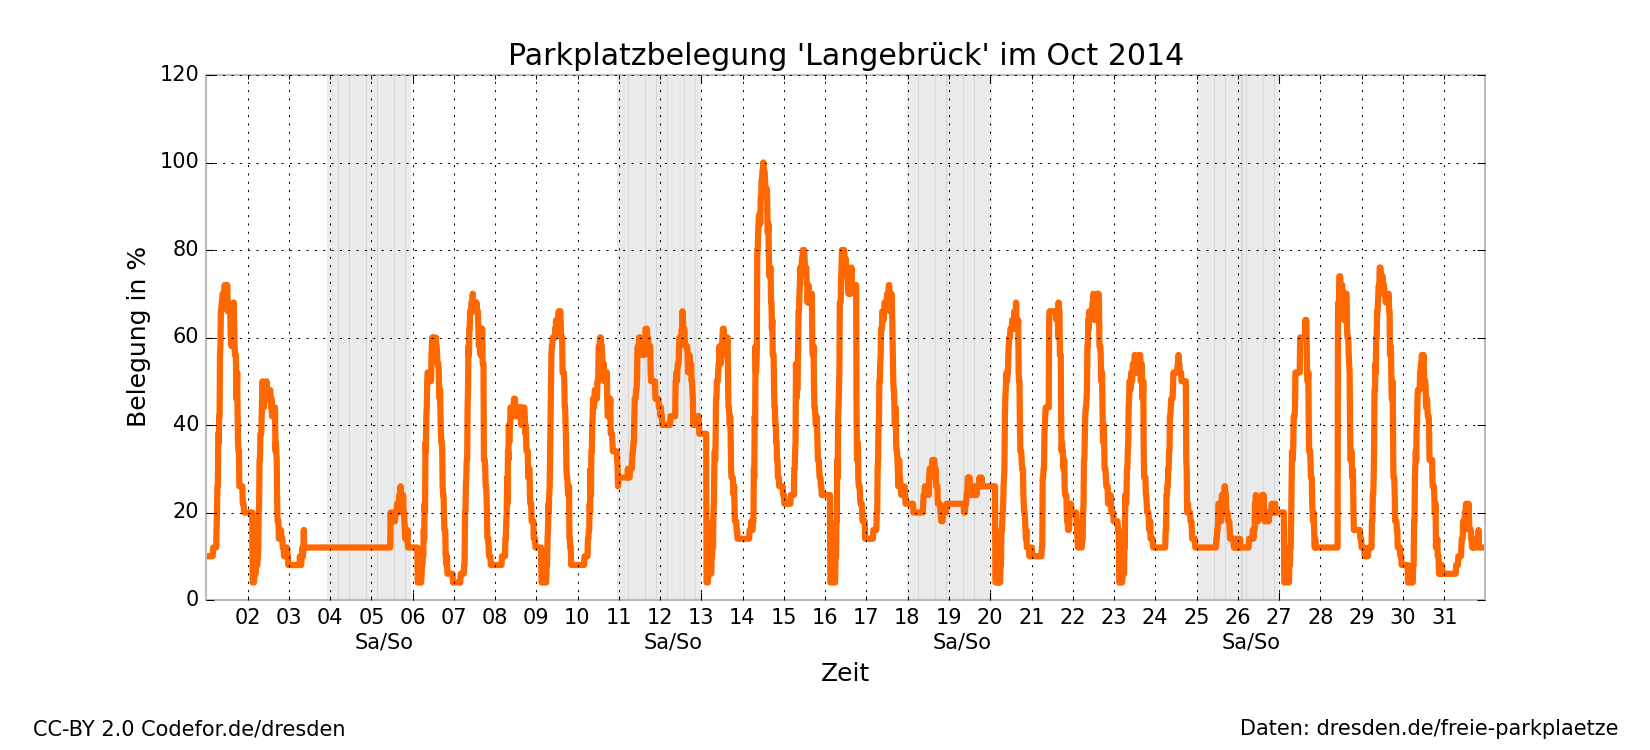 Parkplatzbelegung 'Langebrück' im Oct 2014
120
100
80
60
40
20
0
Belegung in %
02 03 04 05 06 07 08 09 10 11 12 13 14 15 16 17 18 19 20 21 22 23 24 25 26 27 28 29 30 31
Sa/So Sa/So Sa/So Sa/So
Zeit
CC-BY 2.0 Codefor.de/dresden
Daten: dresden.de/freie-parkplaetze